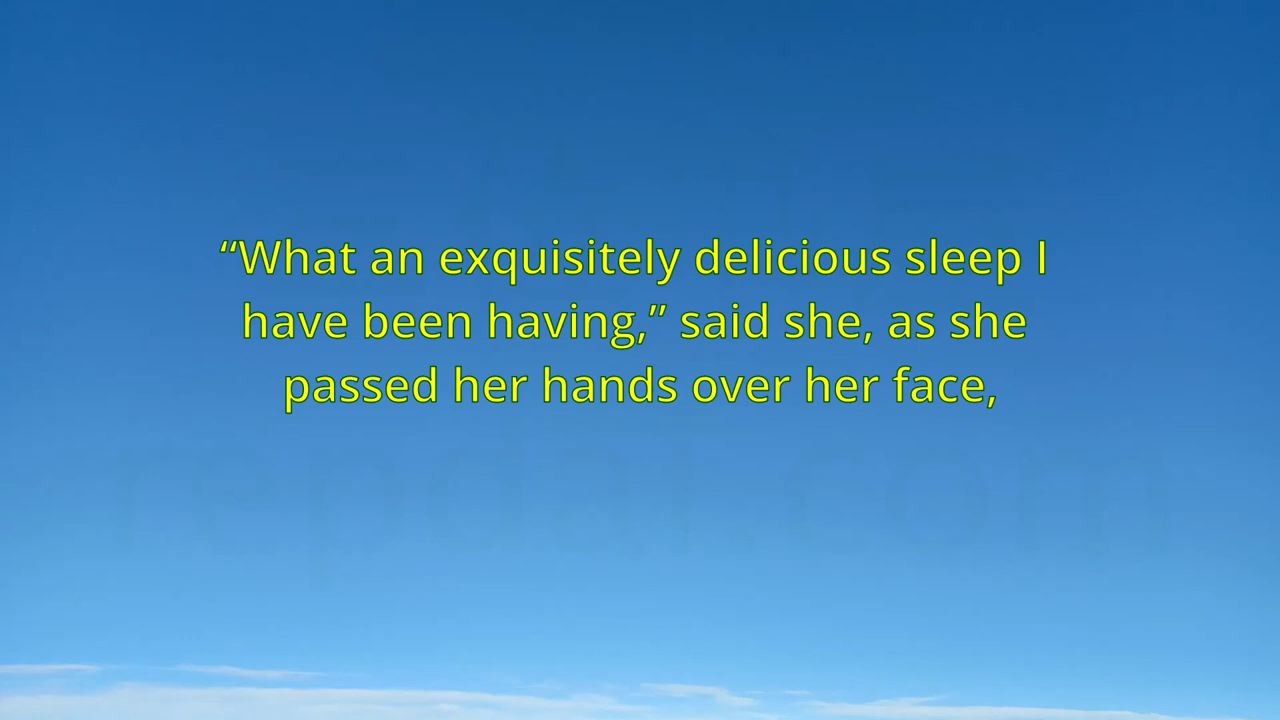 “What an exquisitely delicious sleep I
have been having,” said she, as she
passed her hands over her face,